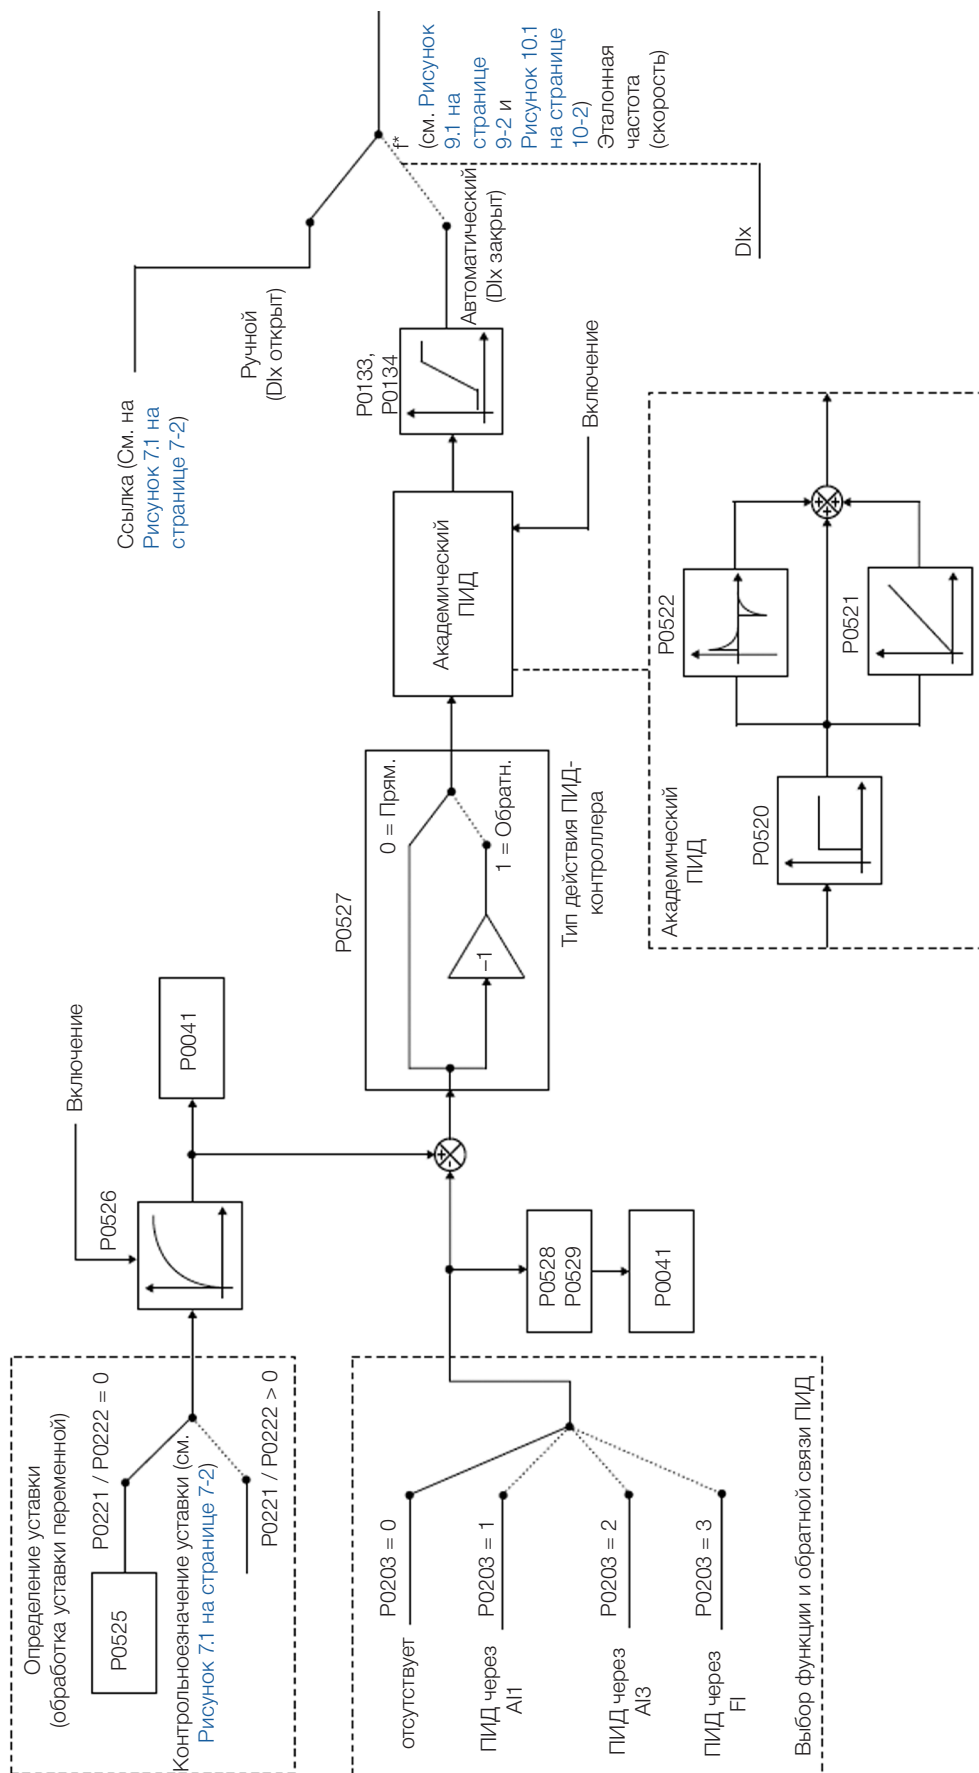 Определение уставки
(обработка уставки переменной)
P0525
P0221 / P0222 = 0
Контрольноезначение уставки (см.
Рисунок 7.1 на странице 7-2)
P0221 / P0222 > 0
P0526
Включение
P0041
отсутствует
P0203 = 0
ПИД через
AI1
P0203 = 1
ПИД через
AI3
P0203 = 2
ПИД через
FI
P0203 = 3
Выбор функции и обратной связи ПИД
P0528
P0529
P0041
+
-
P0527
0 = Прям.
–1
1 = Обратн.
Тип действия ПИД-
контроллера
Академический
ПИД
Включение
P0133,
P0134
Ссылка (См. на
Рисунок 7.1 на
странице 7-2)
Ручной
(DIx открыт)
Автоматический
(DIx закрыт)
f*
(см. Рисунок
9.1 на
странице
9-2 и
Рисунок 10.1
на странице
10-2)
Эталонная
частота
(скорость)
DIx
Академический
ПИД
P0520
P0522
P0521
+
+
+